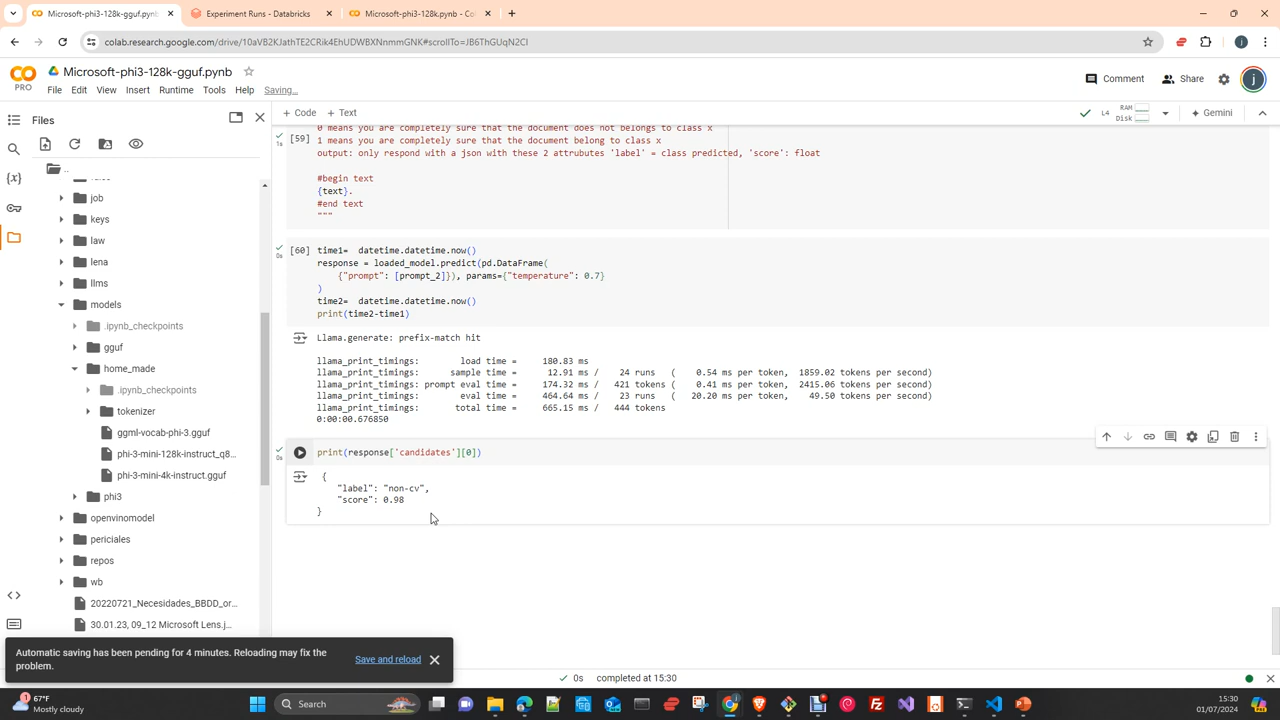 Microsoft-phi3-128k-gguf.pynb
Experiment Runs - Databricks
Microsoft-phi3-128k.pynb - Co
colab.research.google.com/drive/10aVB2KJathTE2CRik4EhUDWBXNnmmGNK#scrollTo=JB6ThGUqN2CI
j
PRO
Microsoft-phi3-128k-gguf.pynb
File Edit View Insert Runtime Tools Help Saving...
Comment
Share
j
Files
+ Code + Text
L4
RAM
Disk
Gemini
..
job
keys
law
lena
llms
models
.ipynb_checkpoints
gguf
home_made
.ipynb_checkpoints
tokenizer
ggml-vocab-phi-3.gguf
phi-3-mini-128k-instruct_q8...
phi-3-mini-4k-instruct.gguf
phi3
openvinomodel
periciales
repos
wb
20220721_Necesidades_BBDD_or...
30.01.23, 09_12 Microsoft Lens.j...
0 means you are completely sure that the document does not belongs to class x
[59]
1s
1 means you are completely sure that the document belong to class x
output: only respond with a json with these 2 attrubutes 'label' = class predicted, 'score': float
#begin text
{text}.
#end text
"""
[60] time1=  datetime.datetime.now()
0s
response = loaded_model.predict(pd.DataFrame(
{"prompt": [prompt_2]}), params={"temperature": 0.7}
)
time2=  datetime.datetime.now()
print(time2-time1)
Llama.generate: prefix-match hit
llama_print_timings:        load time =     180.83 ms
llama_print_timings:      sample time =      12.91 ms /    24 runs   (    0.54 ms per token,  1859.02 tokens per second)
llama_print_timings: prompt eval time =     174.32 ms /   421 tokens (    0.41 ms per token,  2415.06 tokens per second)
llama_print_timings:        eval time =     464.64 ms /    23 runs   (   20.20 ms per token,    49.50 tokens per second)
llama_print_timings:       total time =     665.15 ms /   444 tokens
0:00:00.676850
0s
print(response['candidates'][0])
{
"label": "non-cv",
"score": 0.98
}
Automatic saving has been pending for 4 minutes. Reloading may fix the
problem.
Save and reload
0s completed at 15:30
1
67°F
Mostly cloudy
Search
15:30
01/07/2024